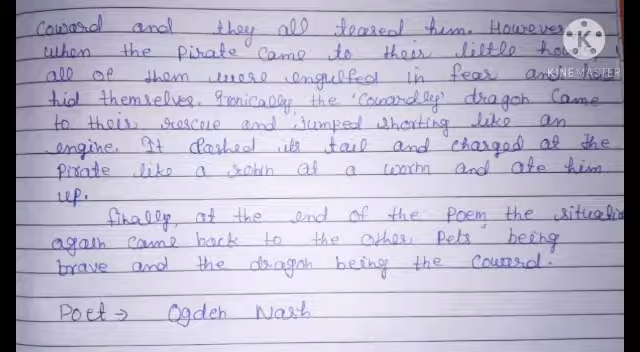 coward and they all teased him. However
when the Pirate came to their little
all of them were engulfed in fear and
hid themselves. Ironically, the 'Cowardly' dragon came
to their rescue and jumped snorting like an
engine. It clashed its tail and charged at the
Pirate like a robin at a worm and ate him
up.
Finally, at the end of the Poem, the
again came back to the other Pets being
brave and the dragon being the coward.
Poet → Ogden Nash
KINEMASTER